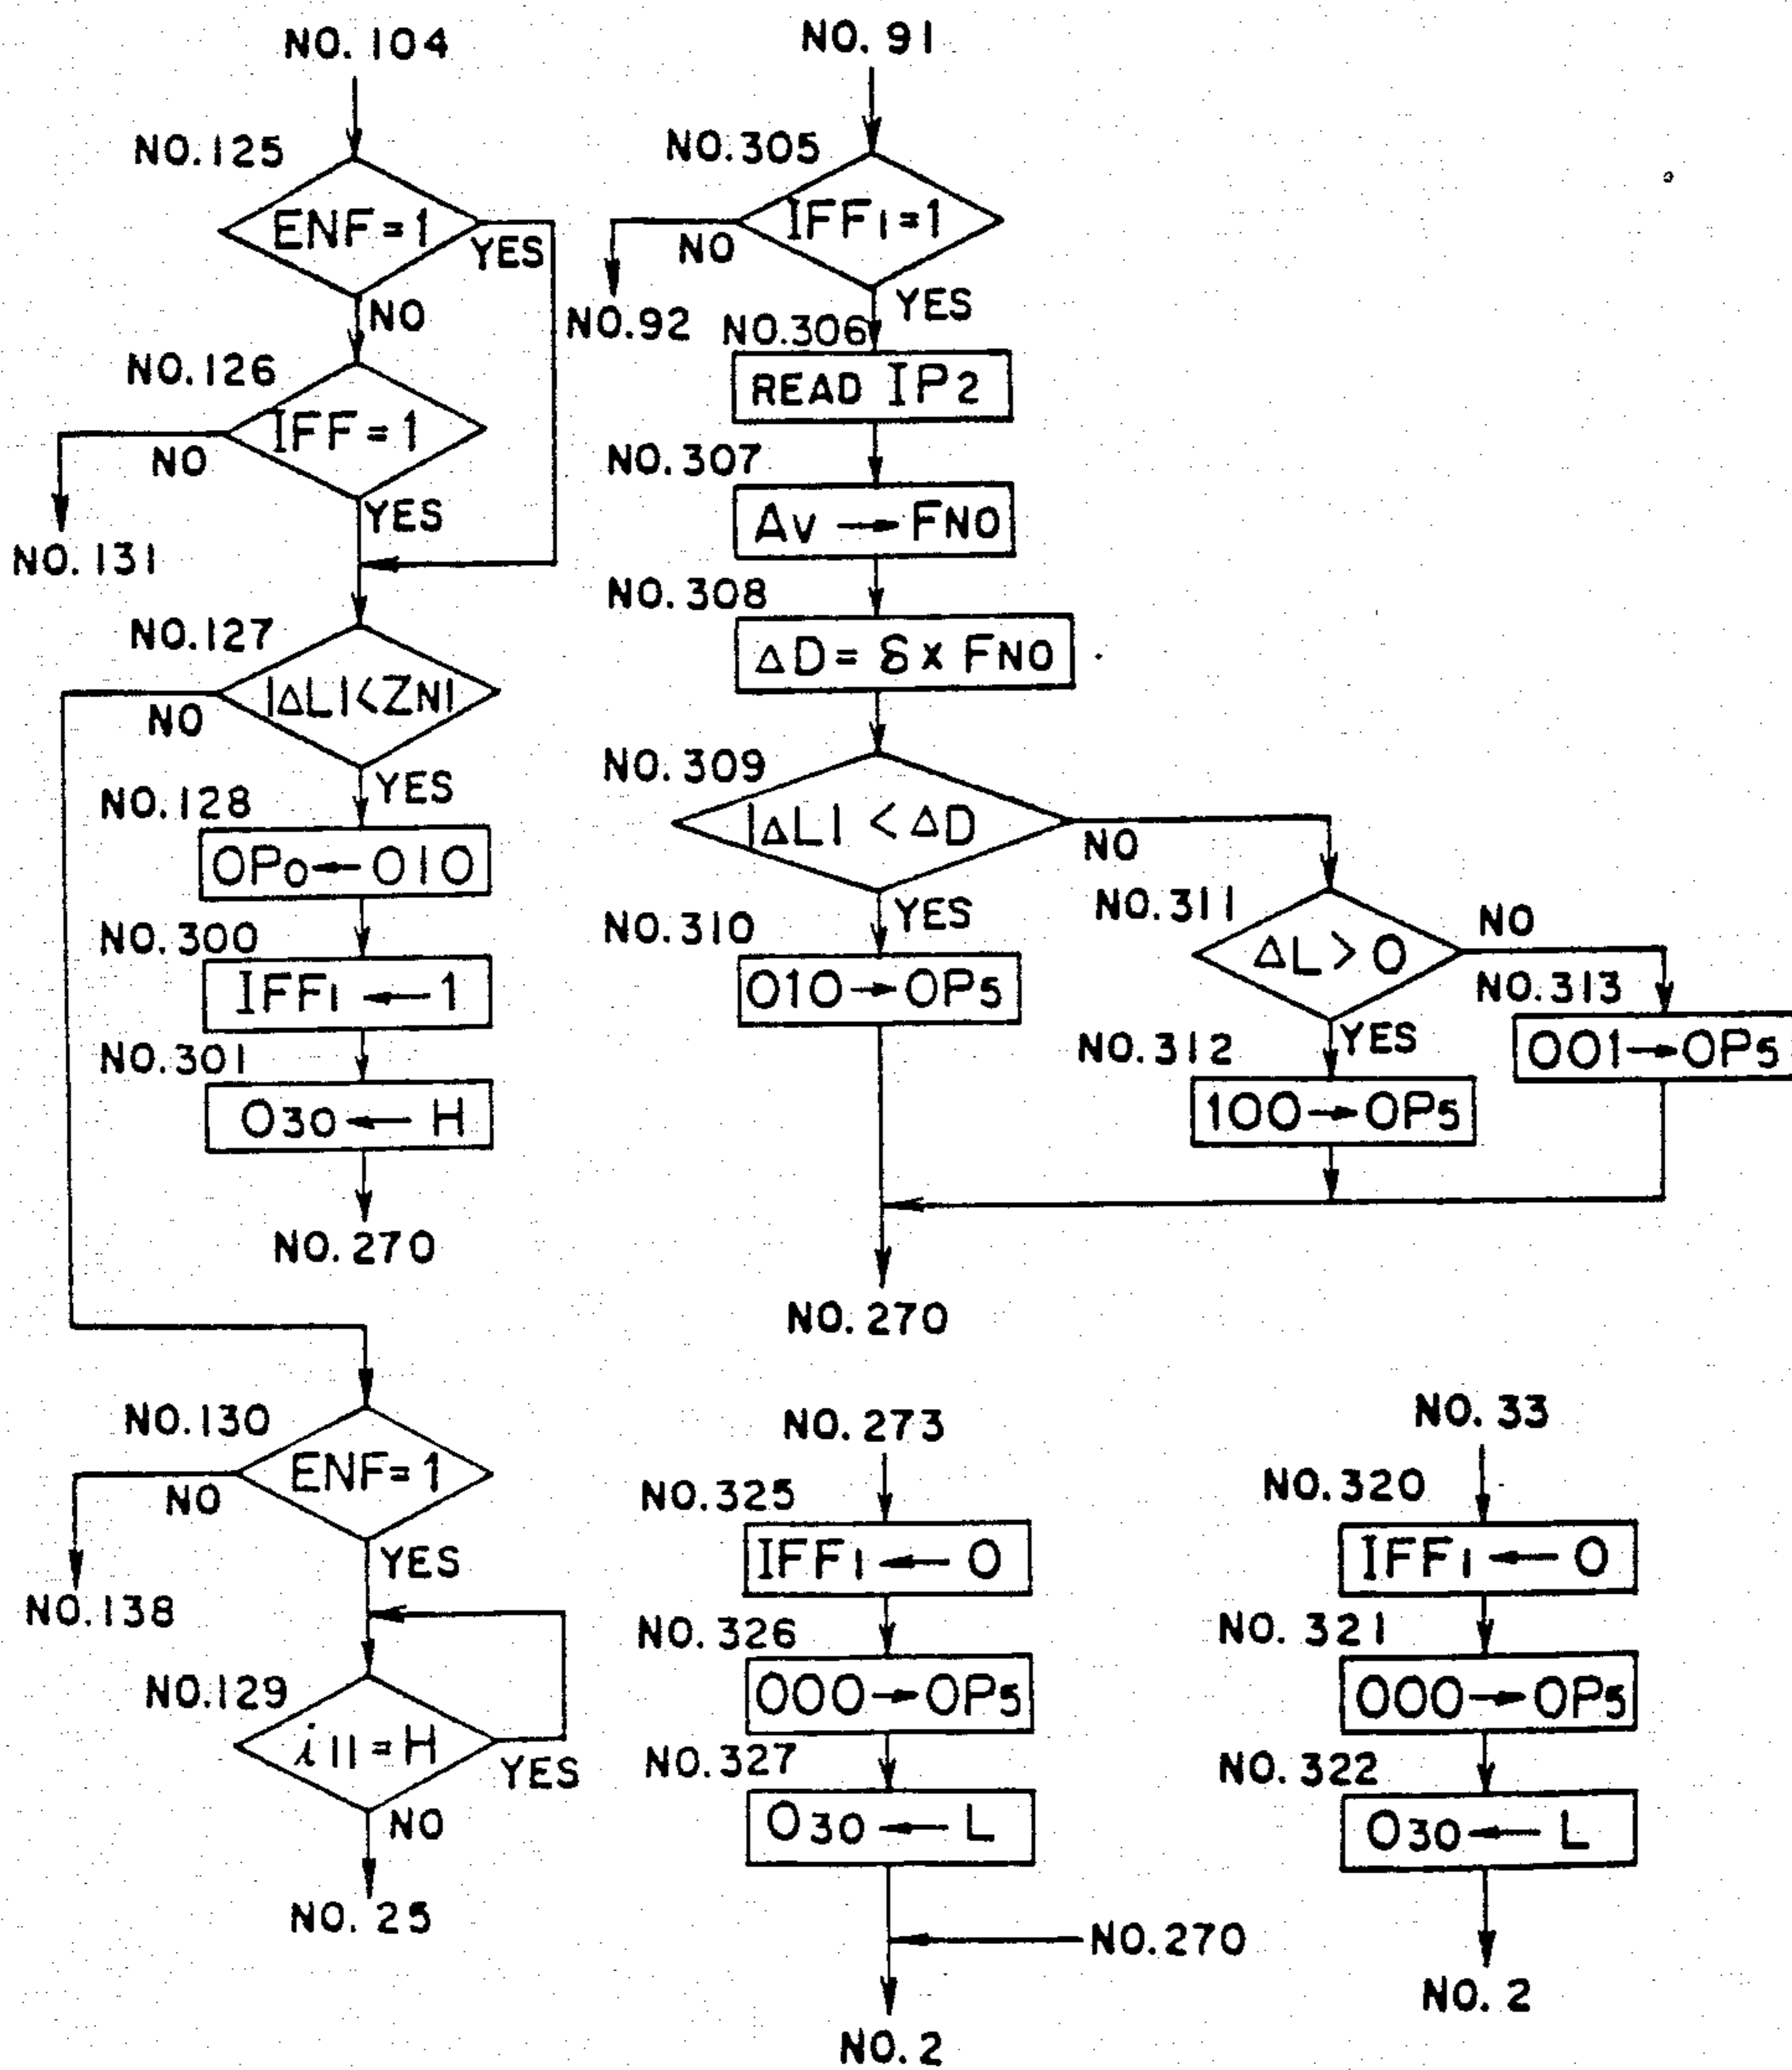 NO. 104
NO. 125
ENF = 1
YES
NO
NO. 126
IFF = 1
NO
YES
NO. 131
NO. 127
|ΔL|<ZN1
NO
YES
NO. 128
OP0←010
NO. 300
IFF1 ← 1
NO. 301
O30 ← H
NO. 270
NO. 130
ENF = 1
NO
YES
NO. 138
NO. 129
i11 = H
YES
NO
NO. 25
NO. 91
NO. 305
IFF1 = 1
NO
YES
NO. 92
NO. 306
READ IP2
NO. 307
Av → FNO
NO. 308
ΔD = δ x FNO
NO. 309
|ΔL| < ΔD
NO
YES
NO. 310
010→OP5
NO. 311
ΔL > 0
NO
YES
NO. 312
100→OP5
NO. 313
001→OP5
NO. 270
NO. 273
NO. 325
IFF1 ← 0
NO. 326
000→OP5
NO. 327
O30 ← L
NO. 270
NO. 2
NO. 33
NO. 320
IFF1 ← 0
NO. 321
000→OP5
NO. 322
O30 ← L
NO. 2